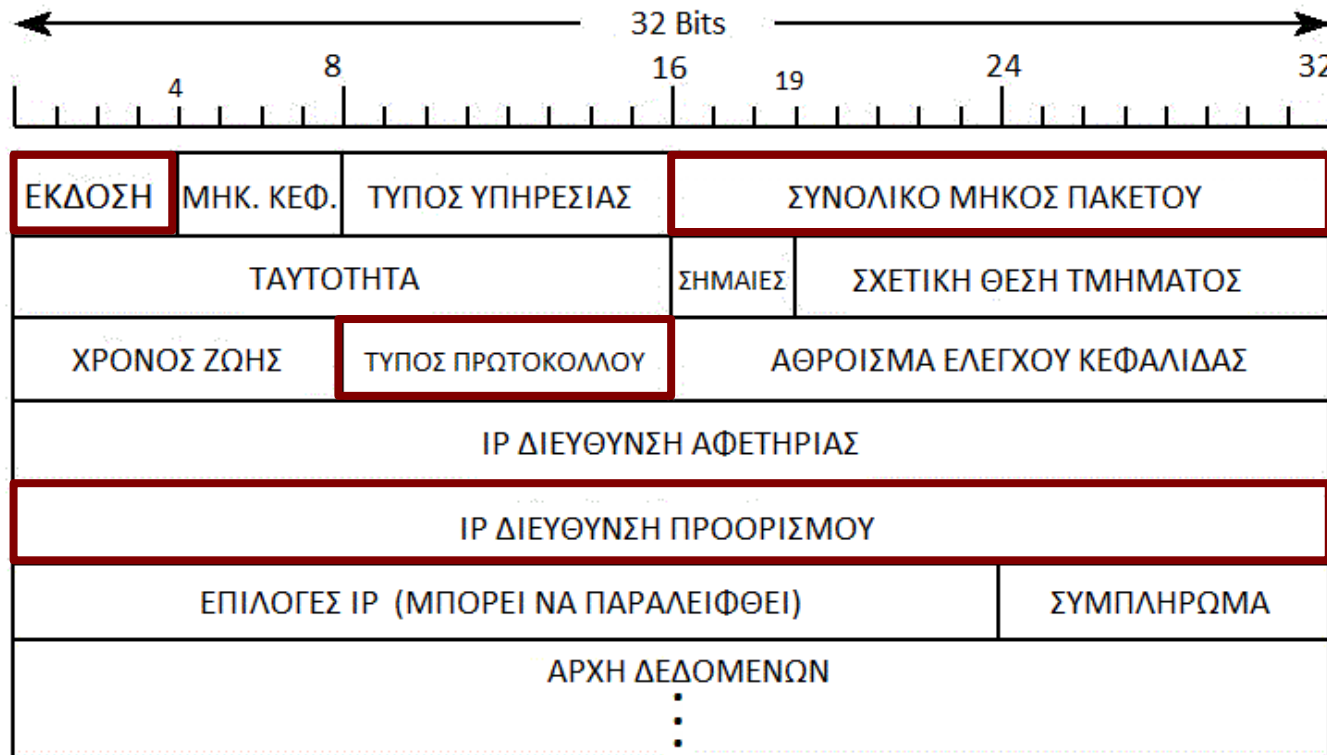 32 Bits
4 8 16 19 24 32
ΕΚΔΟΣΗ ΜΗΚ. ΚΕΦ. ΤΥΠΟΣ ΥΠΗΡΕΣΙΑΣ ΣΥΝΟΛΙΚΟ ΜΗΚΟΣ ΠΑΚΕΤΟΥ
ΤΑΥΤΟΤΗΤΑ ΣΗΜΑΙΕΣ ΣΧΕΤΙΚΗ ΘΕΣΗ ΤΜΗΜΑΤΟΣ
ΧΡΟΝΟΣ ΖΩΗΣ ΤΥΠΟΣ ΠΡΩΤΟΚΟΛΛΟΥ ΑΘΡΟΙΣΜΑ ΕΛΕΓΧΟΥ ΚΕΦΑΛΙΔΑΣ
IP ΔΙΕΥΘΥΝΣΗ ΑΦΕΤΗΡΙΑΣ
IP ΔΙΕΥΘΥΝΣΗ ΠΡΟΟΡΙΣΜΟΥ
ΕΠΙΛΟΓΕΣ IP (ΜΠΟΡΕΙ ΝΑ ΠΑΡΑΛΕΙΦΘΕΙ) ΣΥΜΠΛΗΡΩΜΑ
ΑΡΧΗ ΔΕΔΟΜΕΝΩΝ